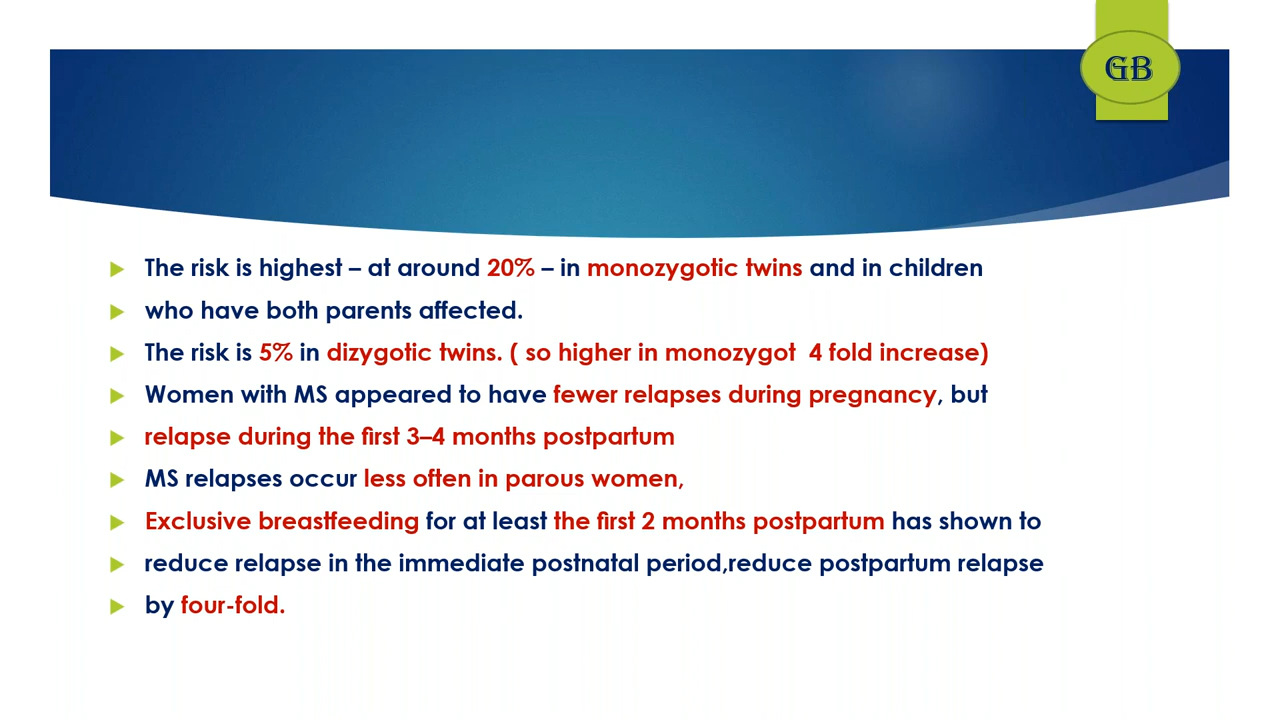 GB
The risk is highest – at around 20% – in monozygotic twins and in children
who have both parents affected.
The risk is 5% in dizygotic twins. ( so higher in monozygot  4 fold increase)
Women with MS appeared to have fewer relapses during pregnancy, but
relapse during the first 3–4 months postpartum
MS relapses occur less often in parous women,
Exclusive breastfeeding for at least the first 2 months postpartum has shown to
reduce relapse in the immediate postnatal period,reduce postpartum relapse
by four-fold.